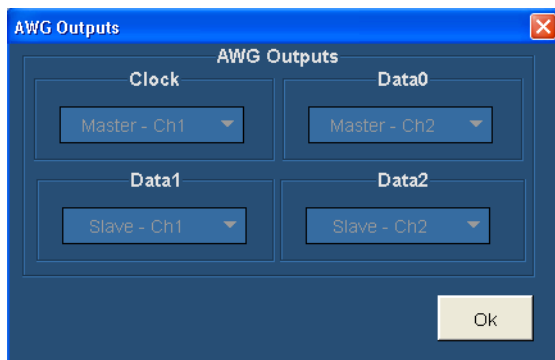 AWG Outputs
AWG Outputs
Clock
Data0
Master - Ch1
Master - Ch2
Data1
Data2
Slave - Ch1
Slave - Ch2
Ok